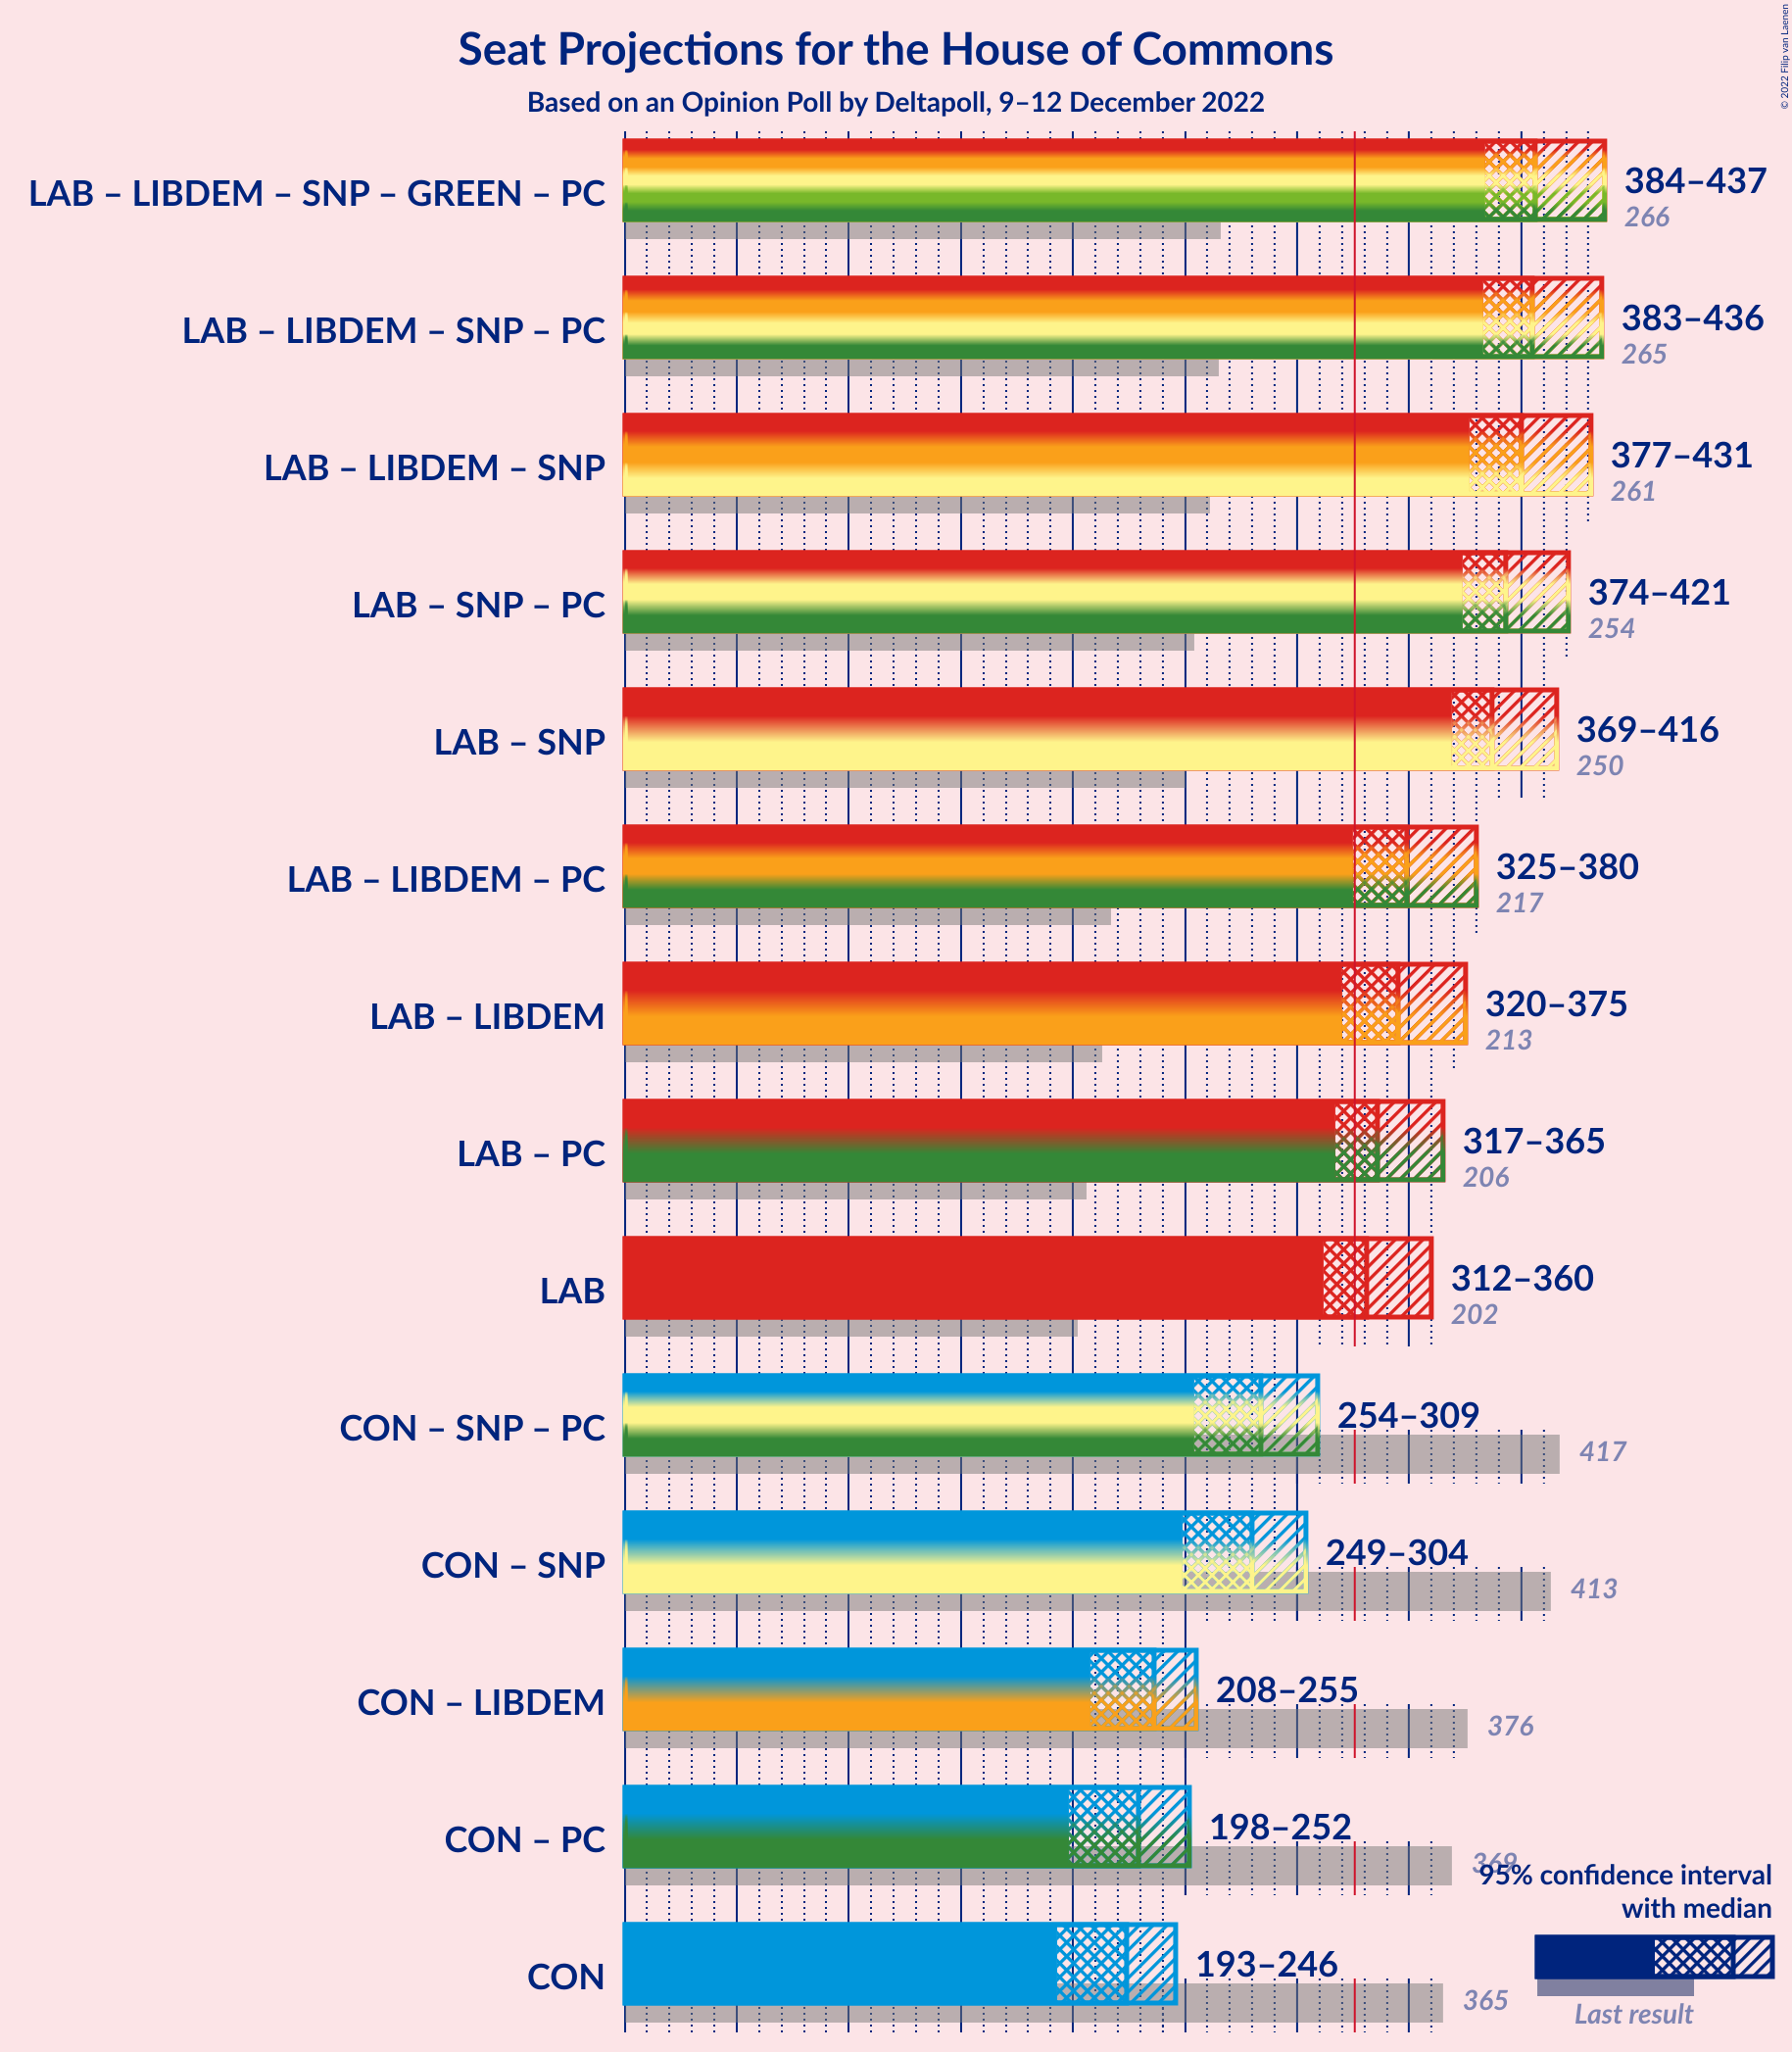 Seat Projections for the House of Commons
Based on an Opinion Poll by Deltapoll, 9–12 December 2022
© 2022 Filip van Laenen
LAB – LIBDEM – SNP – GREEN – PC
384–437
266
LAB – LIBDEM – SNP – PC
383–436
265
LAB – LIBDEM – SNP
377–431
261
LAB – SNP – PC
374–421
254
LAB – SNP
369–416
250
LAB – LIBDEM – PC
325–380
217
LAB – LIBDEM
320–375
213
LAB – PC
317–365
206
LAB
312–360
202
CON – SNP – PC
254–309
417
CON – SNP
249–304
413
CON – LIBDEM
208–255
376
CON – PC
198–252
369
CON
193–246
365
95% confidence interval
with median
Last result